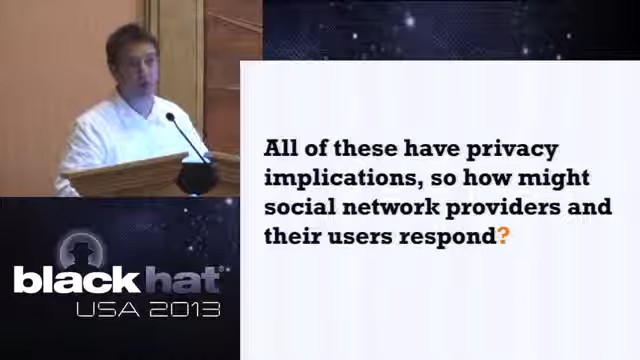 All of these have privacy
implications, so how might
social network providers and
their users respond?
black hat
USA 2013